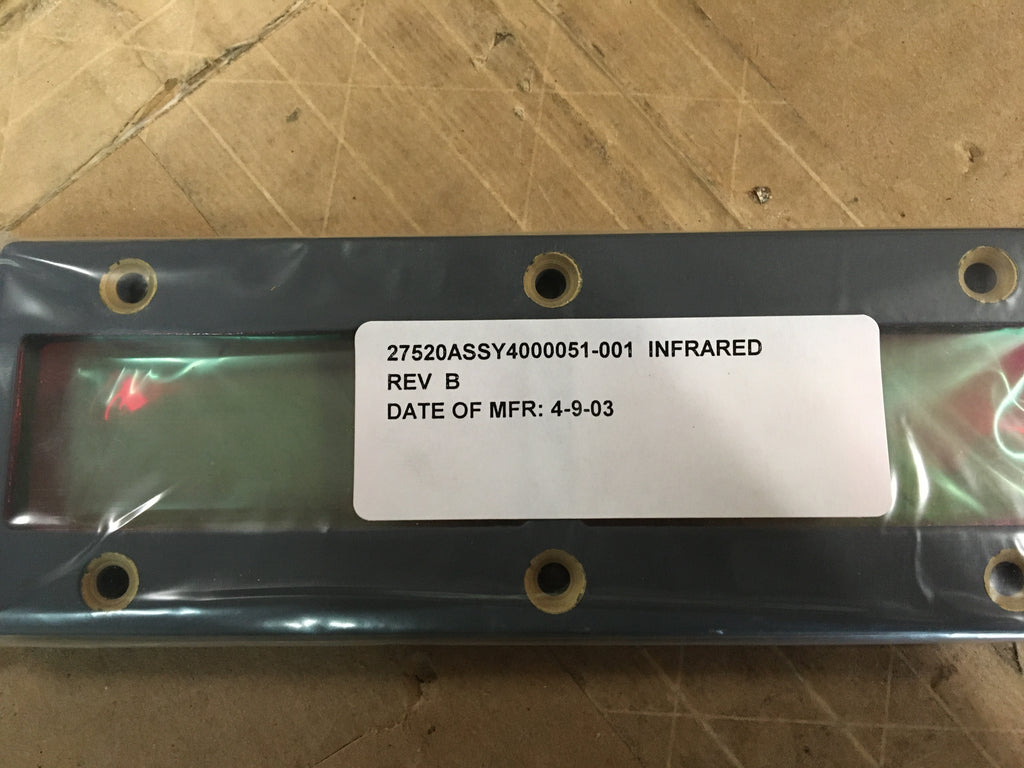 27520ASSY4000051-001 INFRARED
REV B
DATE OF MFR: 4-9-03